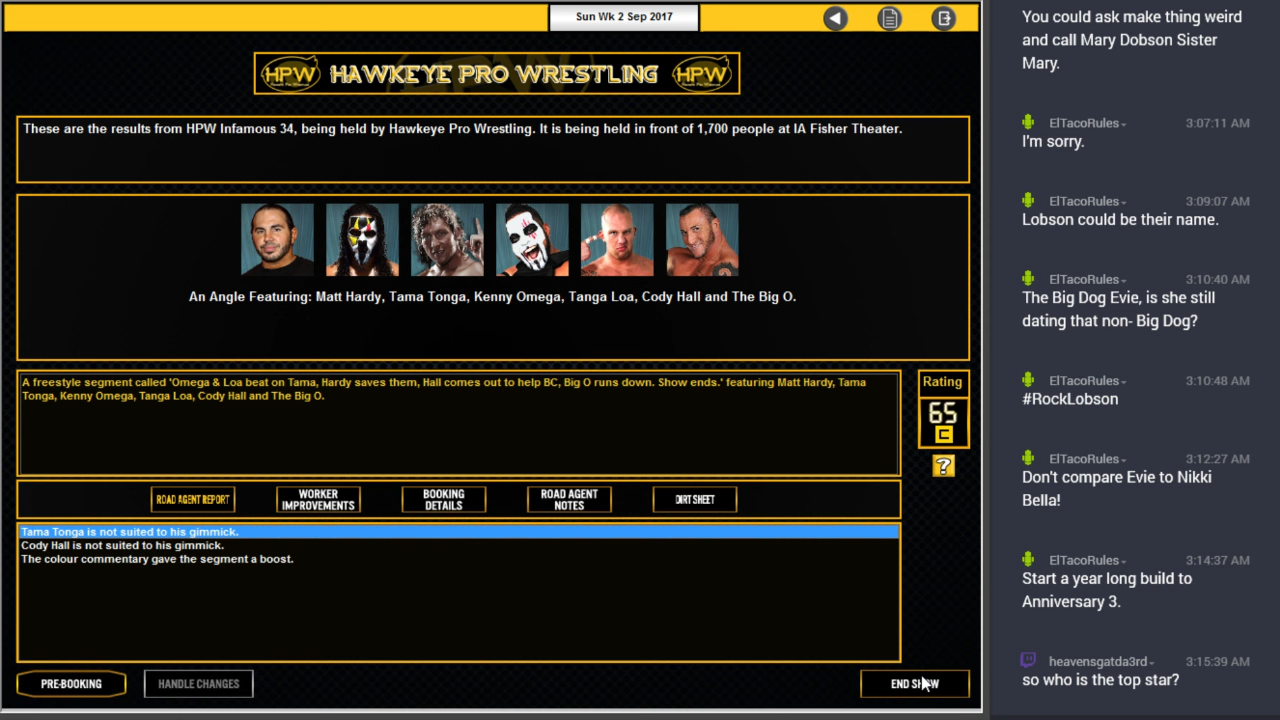 Sun Wk 2 Sep 2017
HPW HAWKEYE PRO WRESTLING HPW
These are the results from HPW Infamous 34, being held by Hawkeye Pro Wrestling. It is being held in front of 1,700 people at IA Fisher Theater.
An Angle Featuring: Matt Hardy, Tama Tonga, Kenny Omega, Tanga Loa, Cody Hall and The Big O.
A freestyle segment called 'Omega & Loa beat on Tama, Hardy saves them, Hall comes out to help BC, Big O runs down. Show ends.' featuring Matt Hardy, Tama
Tonga, Kenny Omega, Tanga Loa, Cody Hall and The Big O.
Rating
65
C
?
ROAD AGENT REPORT
WORKER
IMPROVEMENTS
BOOKING
DETAILS
ROAD AGENT
NOTES
DIRT SHEET
Tama Tonga is not suited to his gimmick.
Cody Hall is not suited to his gimmick.
The colour commentary gave the segment a boost.
PRE-BOOKING
HANDLE CHANGES
END SHOW
You could ask make thing weird
and call Mary Dobson Sister
Mary.
ElTacoRules 3:07:11 AM
I'm sorry.
ElTacoRules 3:09:07 AM
Lobson could be their name.
ElTacoRules 3:10:40 AM
The Big Dog Evie, is she still
dating that non- Big Dog?
ElTacoRules 3:10:48 AM
#RockLobson
ElTacoRules 3:12:27 AM
Don't compare Evie to Nikki
Bella!
ElTacoRules 3:14:37 AM
Start a year long build to
Anniversary 3.
heavensgatda3rd 3:15:39 AM
so who is the top star?